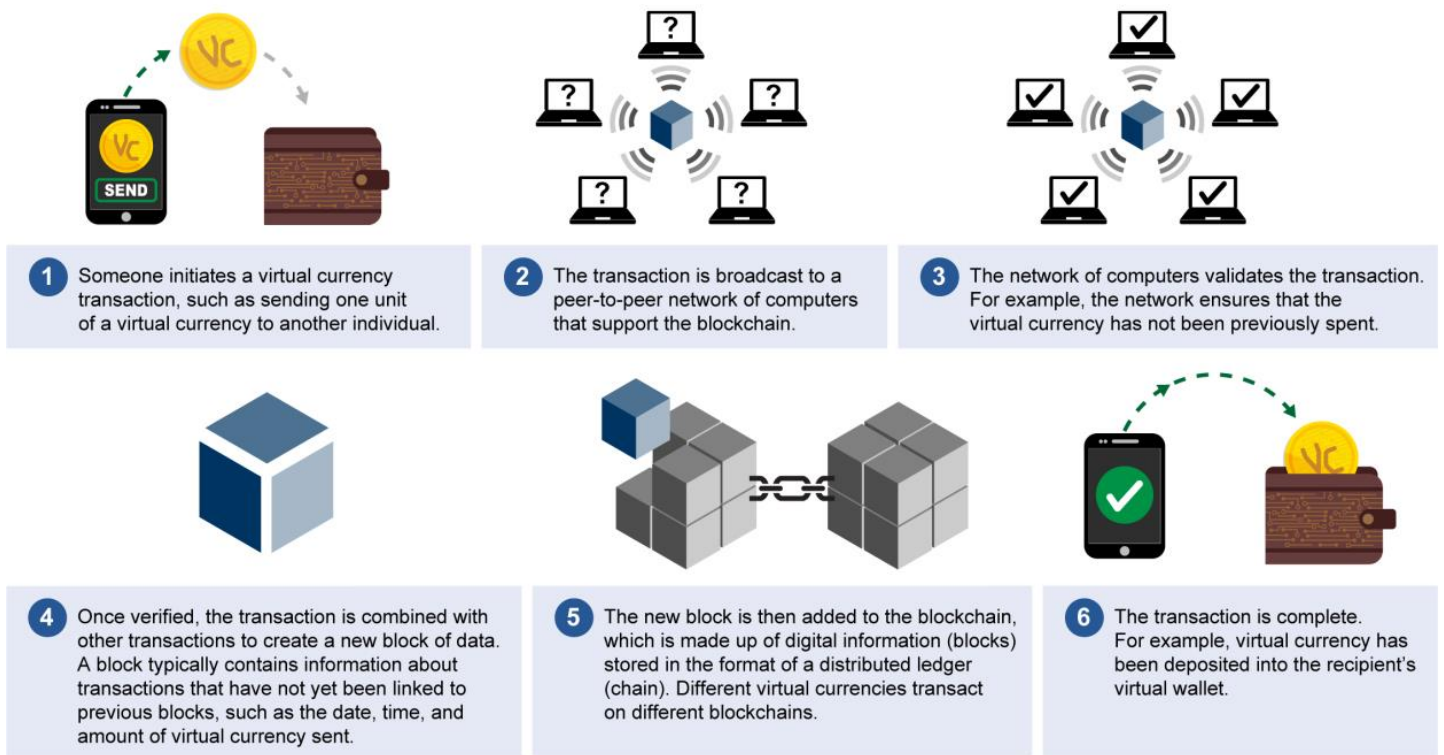 VC
VC
SEND
?
?
?
?
?
1 Someone initiates a virtual currency
transaction, such as sending one unit
of a virtual currency to another individual.
2 The transaction is broadcast to a
peer-to-peer network of computers
that support the blockchain.
3 The network of computers validates the transaction.
For example, the network ensures that the
virtual currency has not been previously spent.
VC
4 Once verified, the transaction is combined with
other transactions to create a new block of data.
A block typically contains information about
transactions that have not yet been linked to
previous blocks, such as the date, time, and
amount of virtual currency sent.
5 The new block is then added to the blockchain,
which is made up of digital information (blocks)
stored in the format of a distributed ledger
(chain). Different virtual currencies transact
on different blockchains.
6 The transaction is complete.
For example, virtual currency has
been deposited into the recipient's
virtual wallet.